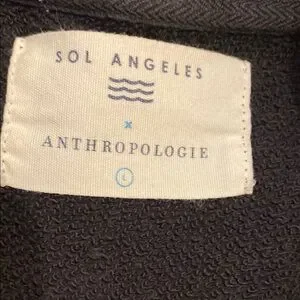 SOL ANGELES
x
ANTHROPOLOGIE
L